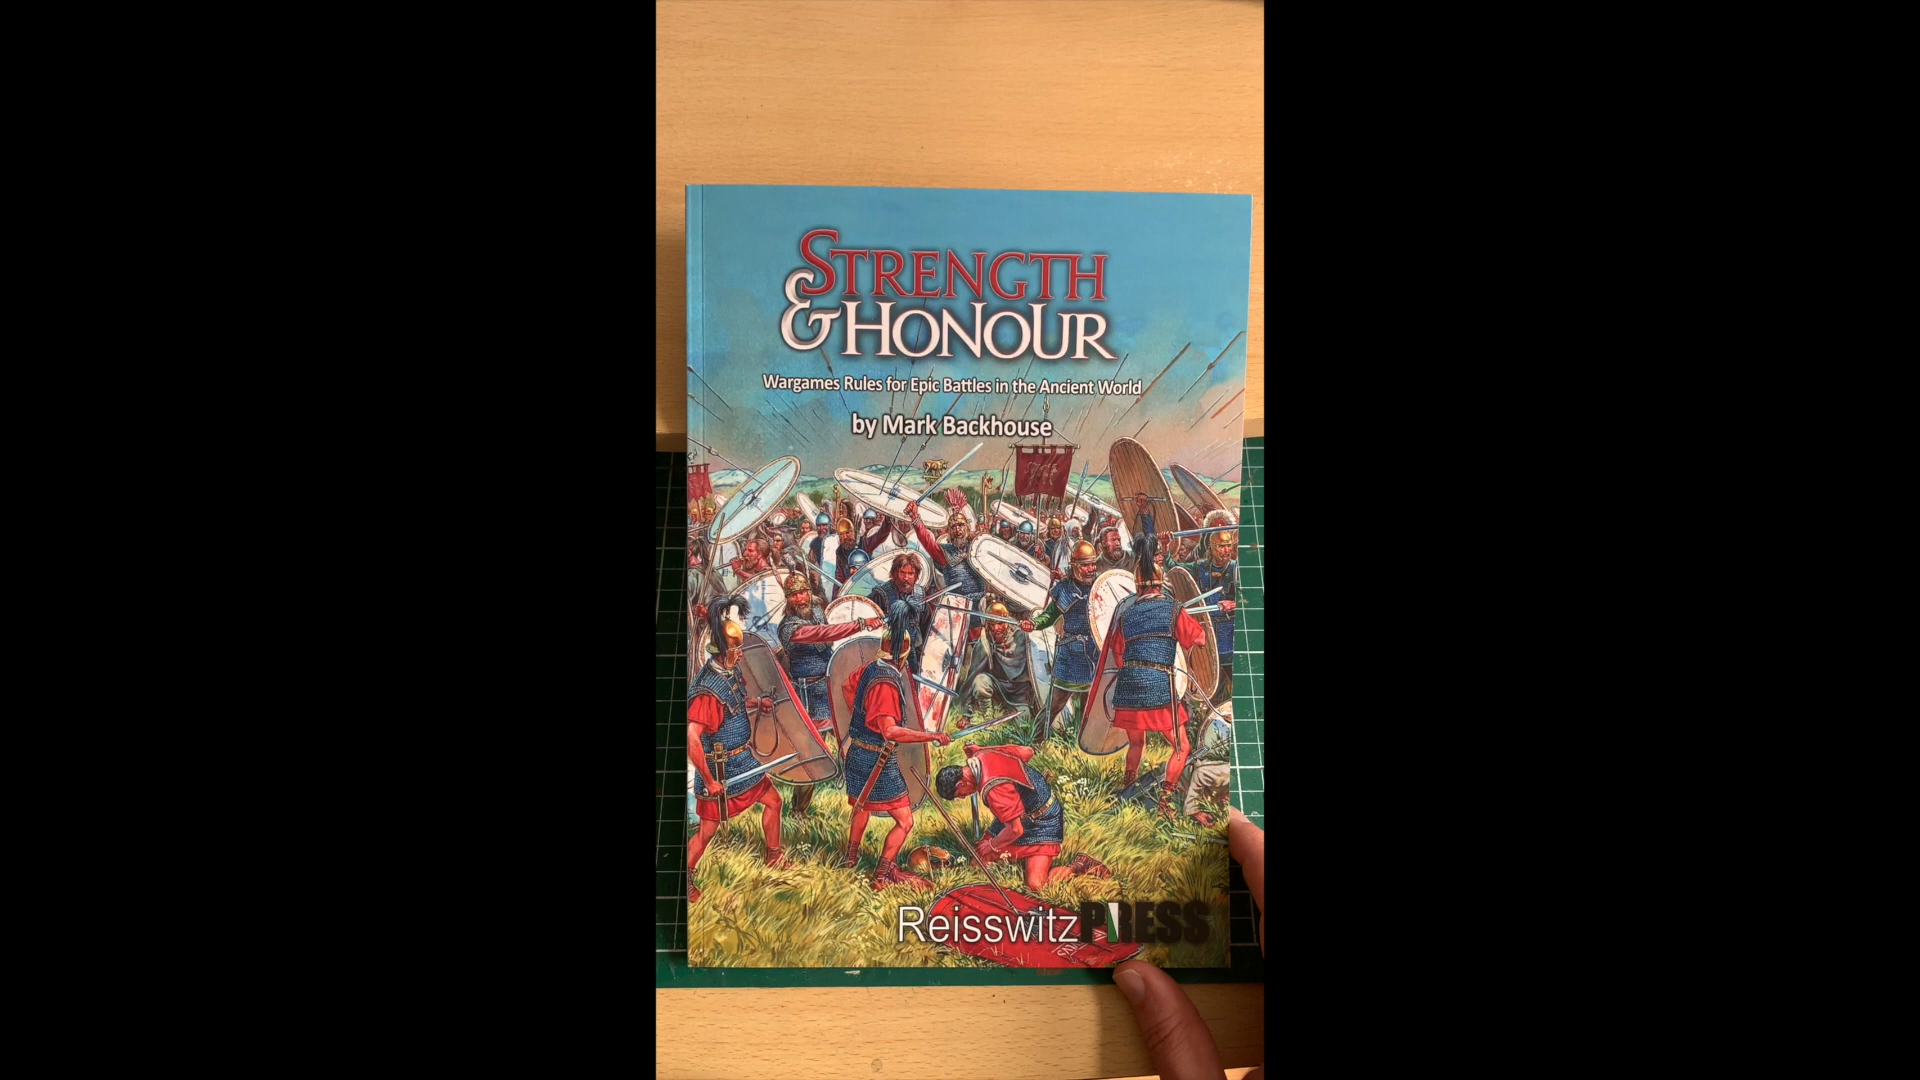 STRENGTH
& HONOUR
Wargames Rules for Epic Battles in the Ancient World
by Mark Backhouse
ReisswitzPRESS